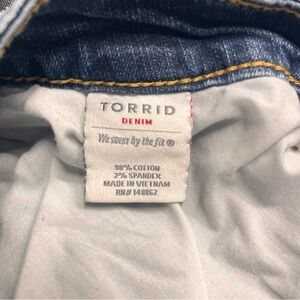 TORRID
DENIM
We swear by the fit ®
98% COTTON
2% SPANDEX
MADE IN VIETNAM
RN# 148862